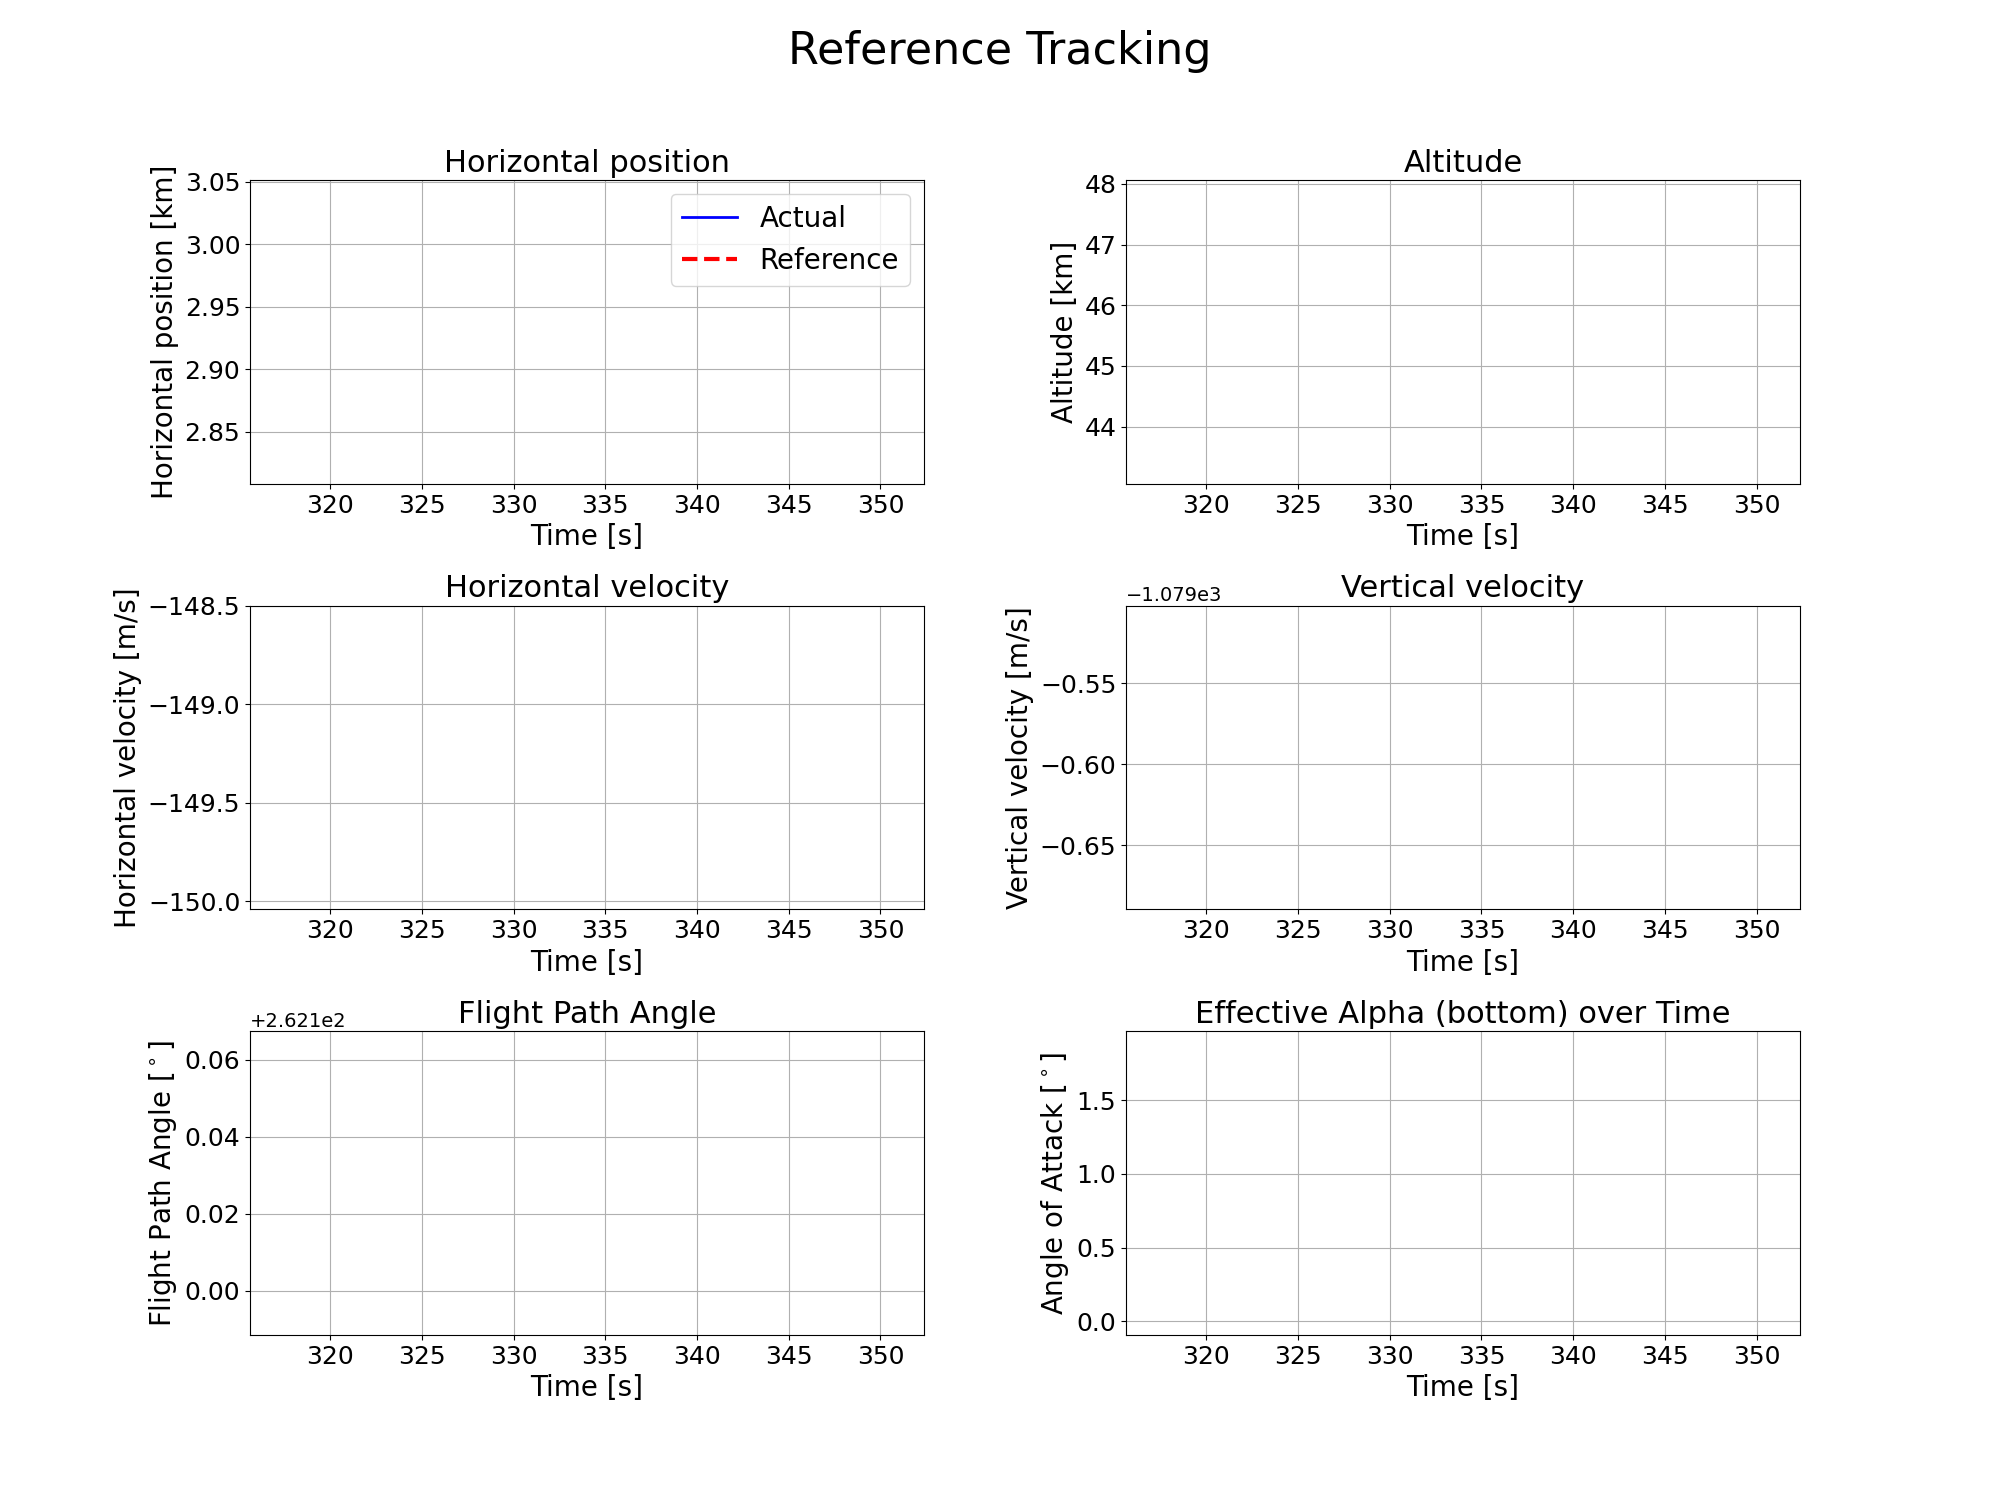 Reference Tracking
Horizontal position
Horizontal position [km]
3.05
3.00
2.95
2.90
2.85
Actual
Reference
320 325 330 335 340 345 350
Time [s]
Altitude
Altitude [km]
48
47
46
45
44
320 325 330 335 340 345 350
Time [s]
Horizontal velocity
Horizontal velocity [m/s]
−148.5
−149.0
−149.5
−150.0
320 325 330 335 340 345 350
Time [s]
Vertical velocity
−1.079e3
Vertical velocity [m/s]
−0.55
−0.60
−0.65
320 325 330 335 340 345 350
Time [s]
Flight Path Angle
+2.621e2
Flight Path Angle [°]
0.06
0.04
0.02
0.00
320 325 330 335 340 345 350
Time [s]
Effective Alpha (bottom) over Time
Angle of Attack [°]
1.5
1.0
0.5
0.0
320 325 330 335 340 345 350
Time [s]